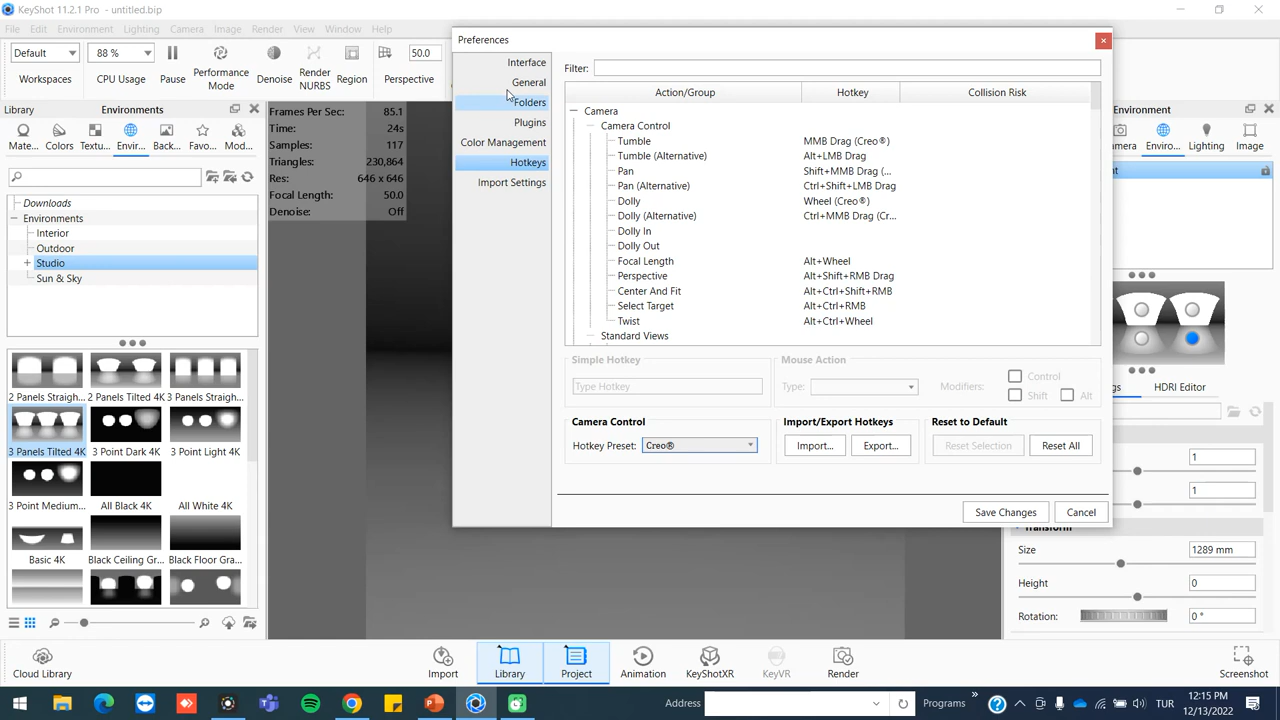 KeyShot 11.2.1 Pro - untitled.bip
File Edit Environment Lighting Camera Image Render View Window Help
Default
88 %
50.0
Workspaces
CPU Usage
Pause
Performance
Mode
Denoise
Render
NURBS
Region
Perspective
Library
Environments
Mate...
Colors
Textu...
Envir...
Back...
Favo...
Mod...
Downloads
Environments
Interior
Outdoor
Studio
Sun & Sky
2 Panels Straigh...
2 Panels Tilted 4K
3 Panels Straigh...
3 Panels Tilted 4K
3 Point Dark 4K
3 Point Light 4K
3 Point Medium...
All Black 4K
All White 4K
Basic 4K
Black Ceiling Gr...
Black Floor Gra...
Frames Per Sec: 85.1
Time: 24s
Samples: 117
Triangles: 230,864
Res: 646 x 646
Focal Length: 50.0
Denoise: Off
Preferences
Interface
General
Folders
Plugins
Color Management
Hotkeys
Import Settings
Filter:
Action/Group Hotkey Collision Risk
Camera
Camera Control
Tumble MMB Drag (Creo®)
Tumble (Alternative) Alt+LMB Drag
Pan Shift+MMB Drag (...
Pan (Alternative) Ctrl+Shift+LMB Drag
Dolly Wheel (Creo®)
Dolly (Alternative) Ctrl+MMB Drag (Cr...
Dolly In
Dolly Out
Focal Length Alt+Wheel
Perspective Alt+Shift+RMB Drag
Center And Fit Alt+Ctrl+Shift+RMB
Select Target Alt+Ctrl+RMB
Twist Alt+Ctrl+Wheel
Standard Views
Simple Hotkey
Type Hotkey
Mouse Action
Type:
Modifiers:
Control
Shift
Alt
Camera Control
Hotkey Preset: Creo®
Import/Export Hotkeys
Import...
Export...
Reset to Default
Reset Selection
Reset All
Save Changes
Cancel
Environment
amera
Enviro...
Lighting
Image
nt
gs
HDRI Editor
1
1
Transform
Size 1289 mm
Height 0
Rotation: 0 °
Cloud Library
Import
Library
Project
Animation
KeyShotXR
KeyVR
Render
Screenshot
Address
Programs
TUR
12:15 PM
12/13/2022